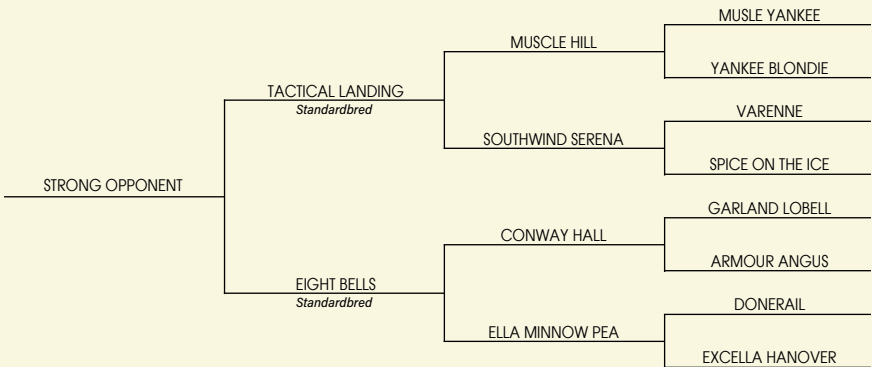 MUSLE YANKEE
MUSCLE HILL
YANKEE BLONDIE
TACTICAL LANDING
Standardbred
VARENNE
SOUTHWIND SERENA
SPICE ON THE ICE
STRONG OPPONENT
GARLAND LOBELL
CONWAY HALL
ARMOUR ANGUS
EIGHT BELLS
Standardbred
DONERAIL
ELLA MINNOW PEA
EXCELLA HANOVER